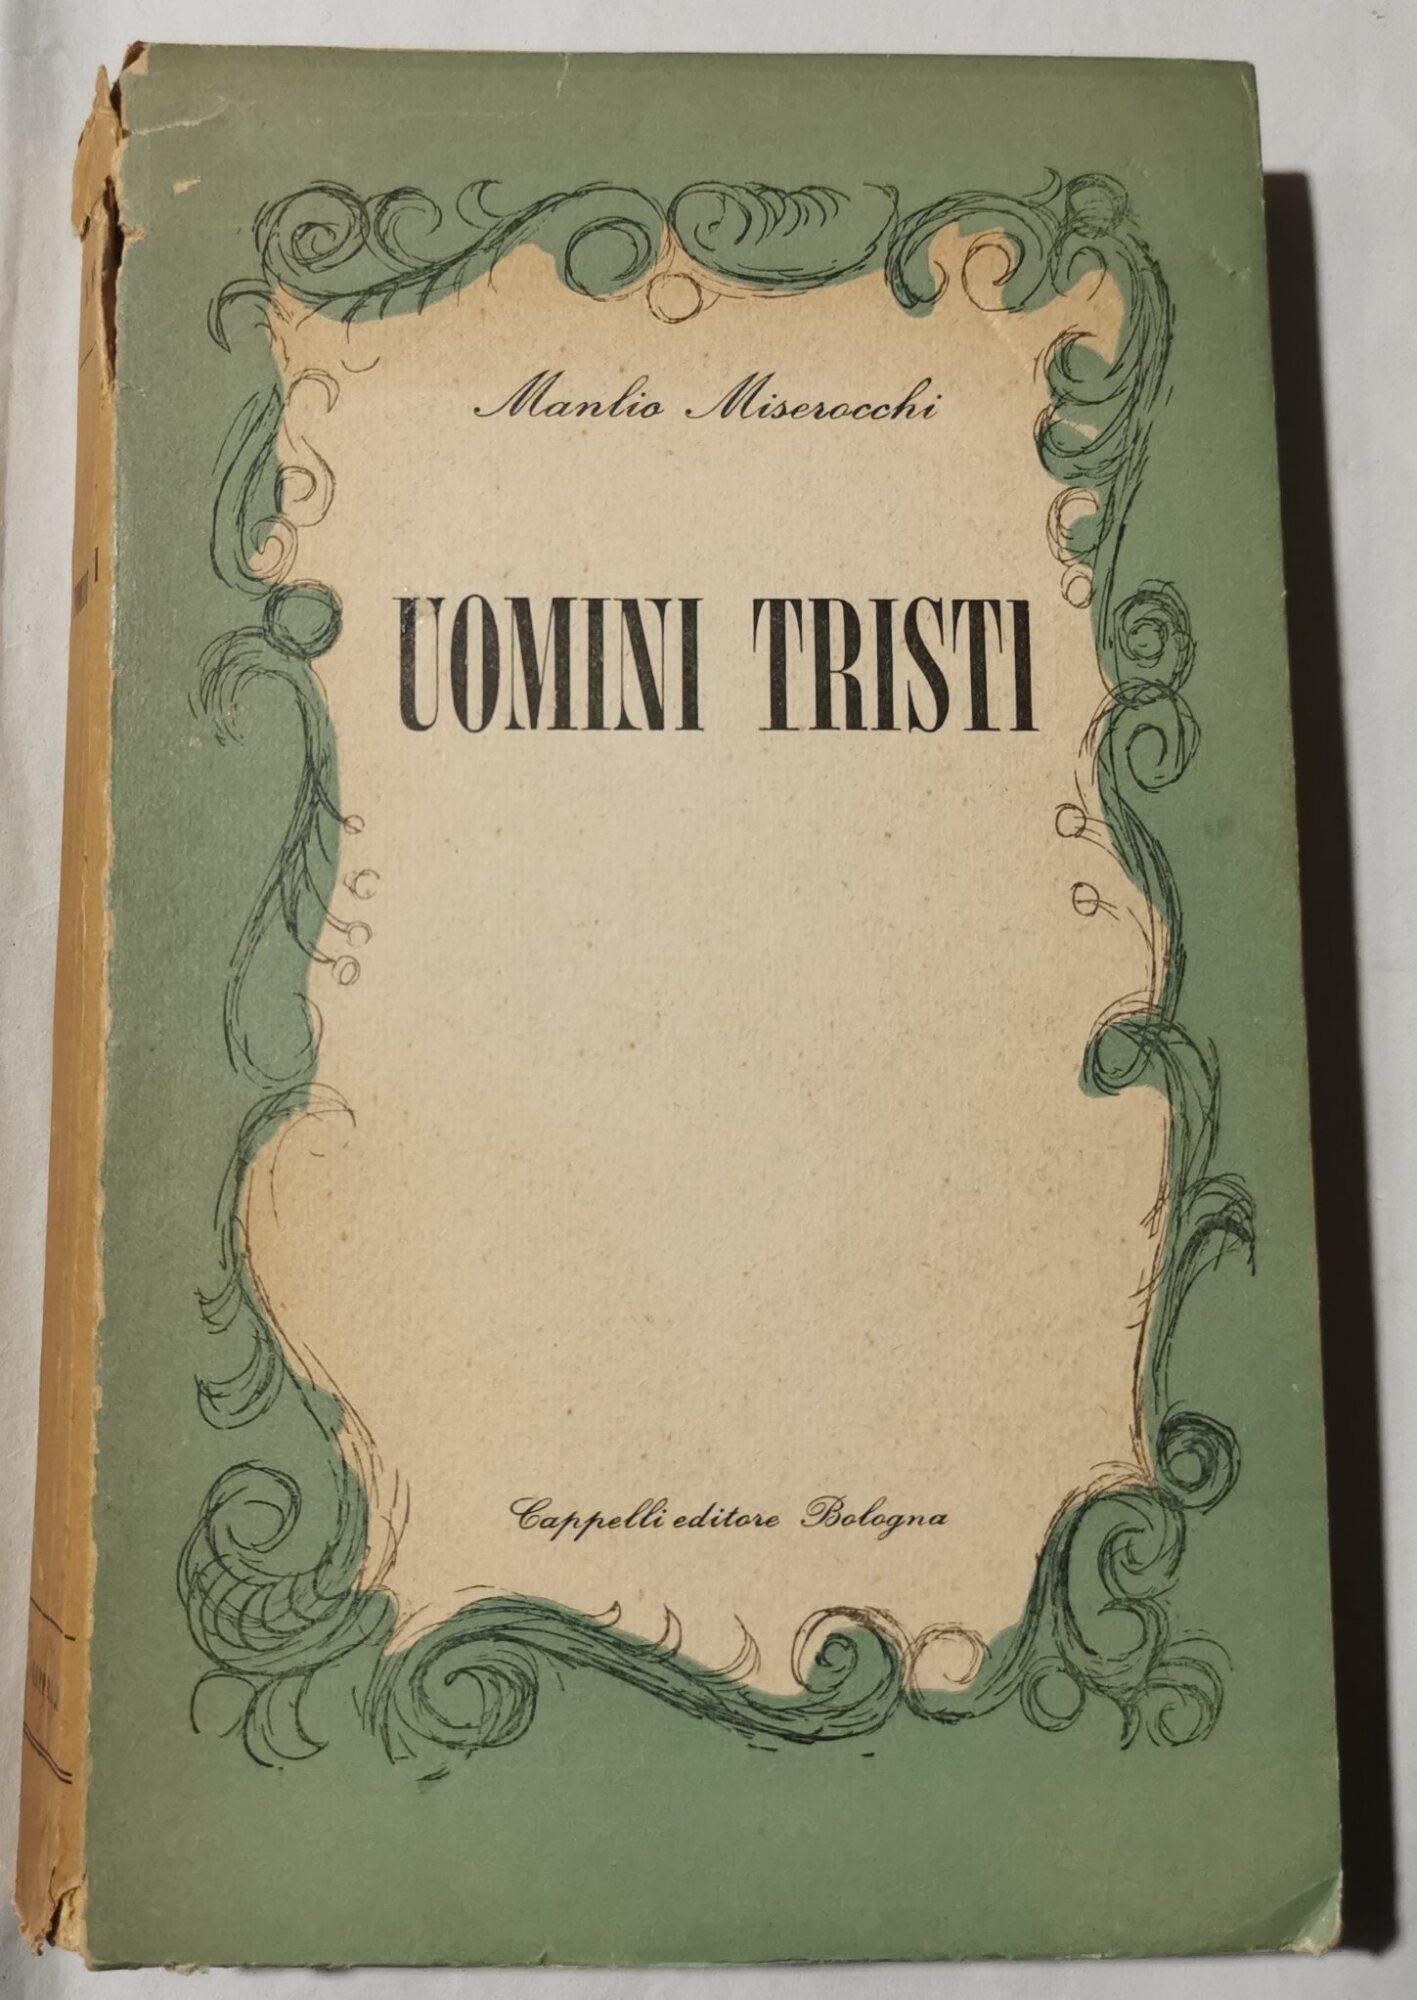 Manlio Miserocchi
UOMINI TRISTI
Cappelli editore Bologna